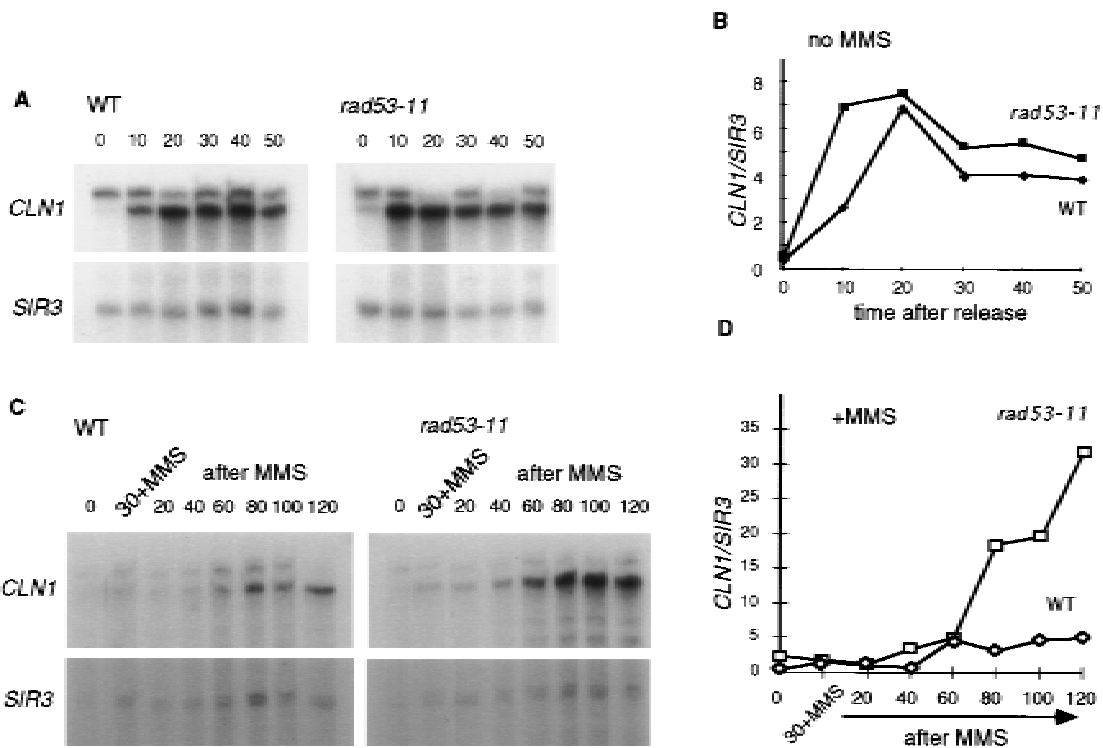 A
WT
rad53-11
0 10 20 30 40 50
0 10 20 30 40 50
CLN1
SIR3
B
no MMS
8
6
4
2
0
CLN1/SIR3
rad53-11
WT
0 10 20 30 40 50
time after release
C
WT
rad53-11
after MMS
after MMS
0 30+MMS 20 40 60 80 100 120
0 30+MMS 20 40 60 80 100 120
CLN1
SIR3
D
+MMS
rad53-11
35
30
25
20
15
10
5
0
CLN1/SIR3
WT
0 30+MMS 20 40 60 80 100 120
after MMS